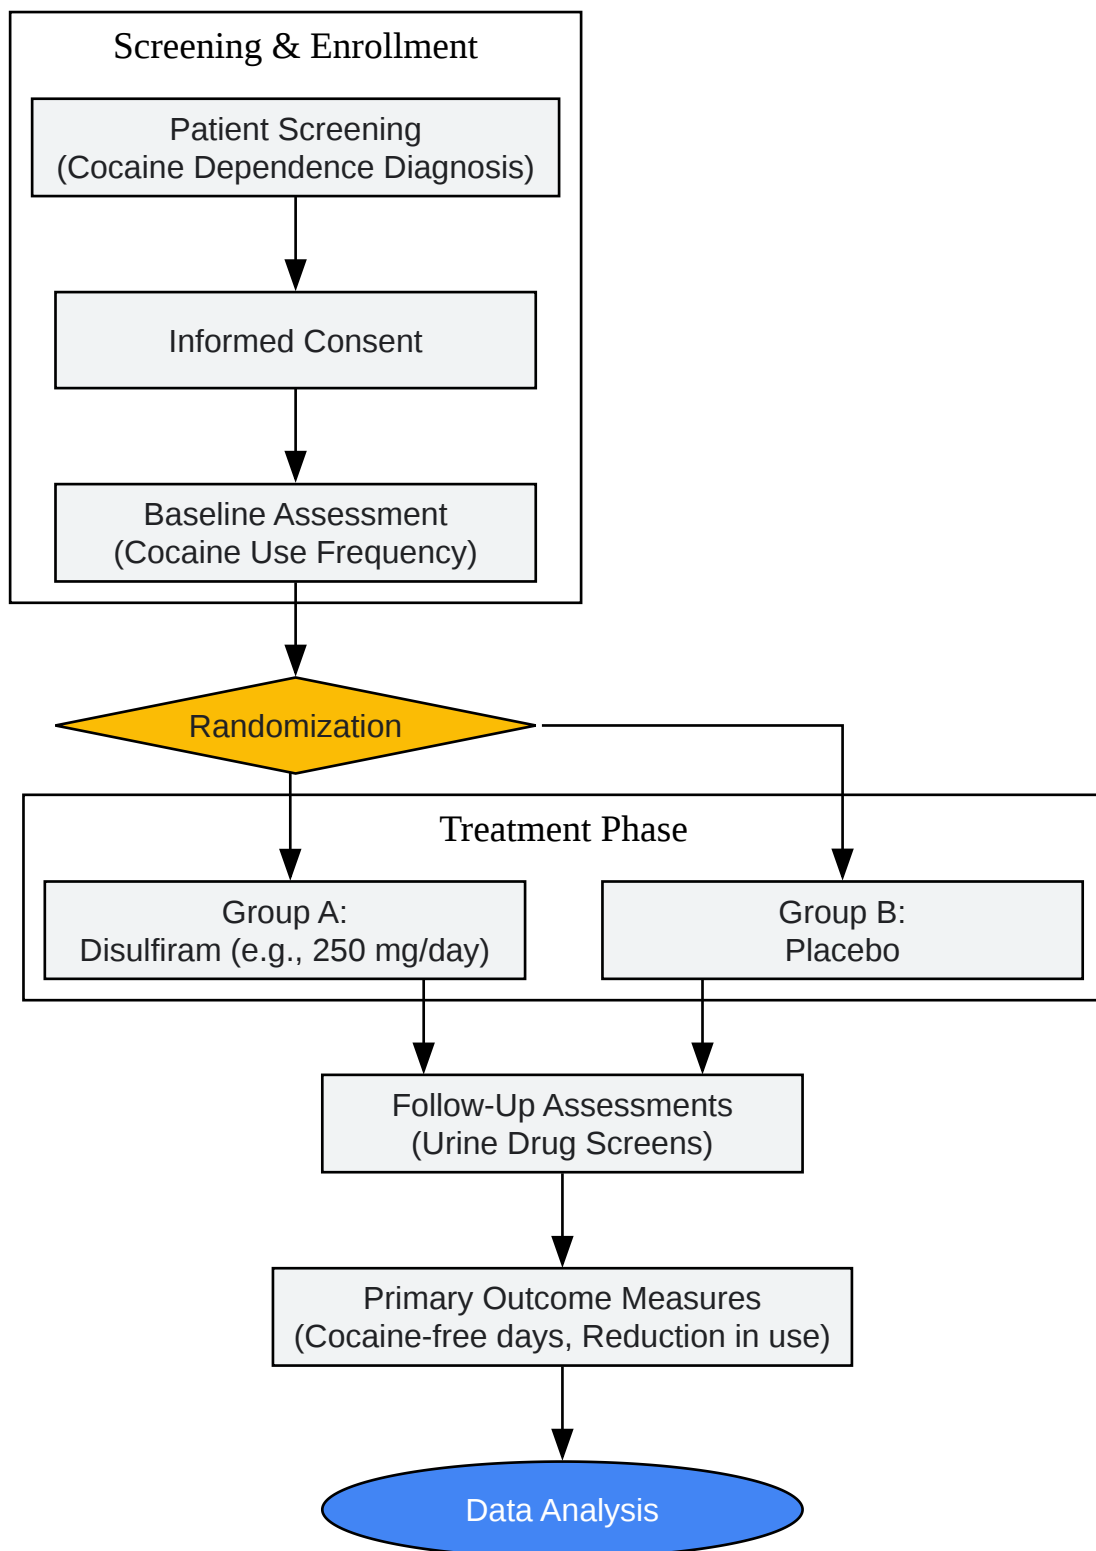 Screening & Enrollment
Patient Screening
(Cocaine Dependence Diagnosis)
Informed Consent
Baseline Assessment
(Cocaine Use Frequency)
Randomization
Treatment Phase
Group A:
Disulfiram (e.g., 250 mg/day)
Group B:
Placebo
Follow-Up Assessments
(Urine Drug Screens)
Primary Outcome Measures
(Cocaine-free days, Reduction in use)
Data Analysis